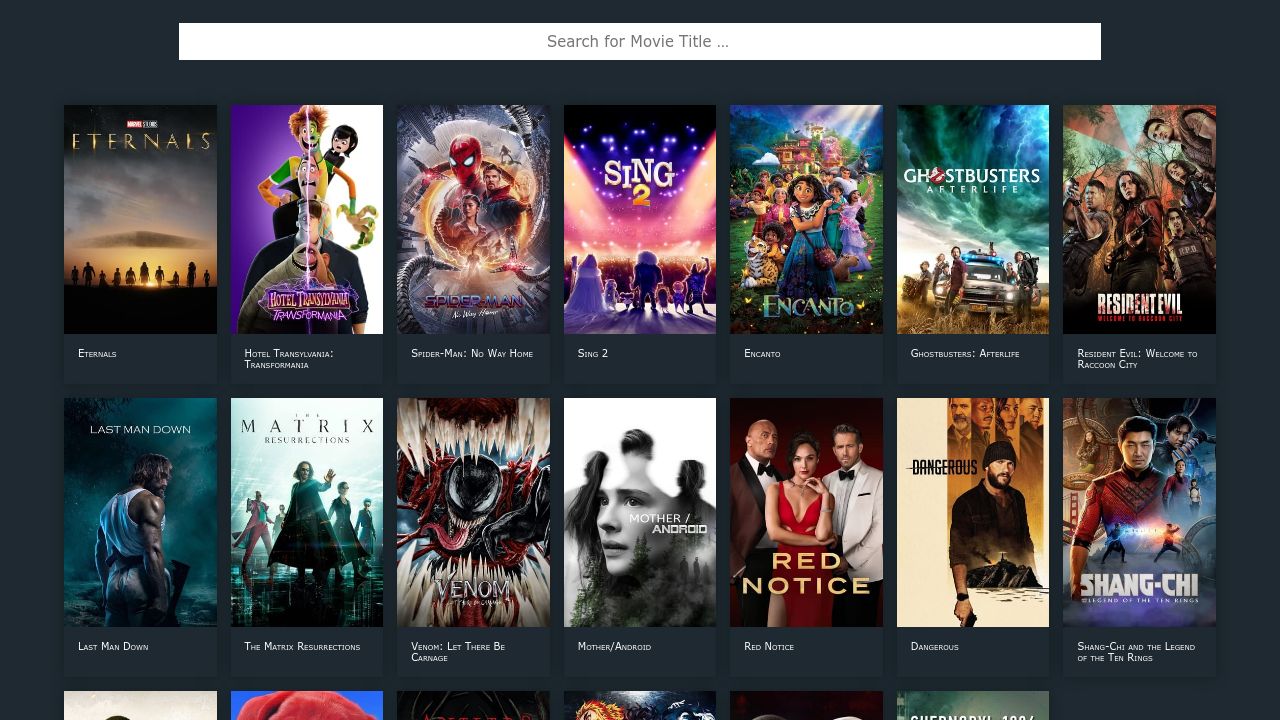 Search for Movie Title ...
MARVEL STUDIOS
ETERNALS
HOTEL TRANSYLVANIA
TRANSFORMANIA
SPIDER-MAN
No Way Home
SING
2
ENCANTO
GHOSTBUSTERS
AFTERLIFE
R.P.D.
RESIDENT EVIL
WELCOME TO RACCOON CITY
Eternals
Hotel Transylvania:
Transformania
Spider-Man: No Way Home
Sing 2
Encanto
Ghostbusters: Afterlife
Resident Evil: Welcome to
Raccoon City
LAST MAN DOWN
THE
MATRIX
RESURRECTIONS
VENOM
LET THERE BE CARNAGE
MOTHER /
ANDROID
RED
NOTICE
DANGEROUS
SHANG-CHI
AND THE LEGEND OF THE TEN RINGS
Last Man Down
The Matrix Resurrections
Venom: Let There Be
Carnage
Mother/Android
Red Notice
Dangerous
Shang-Chi and the Legend
of the Ten Rings